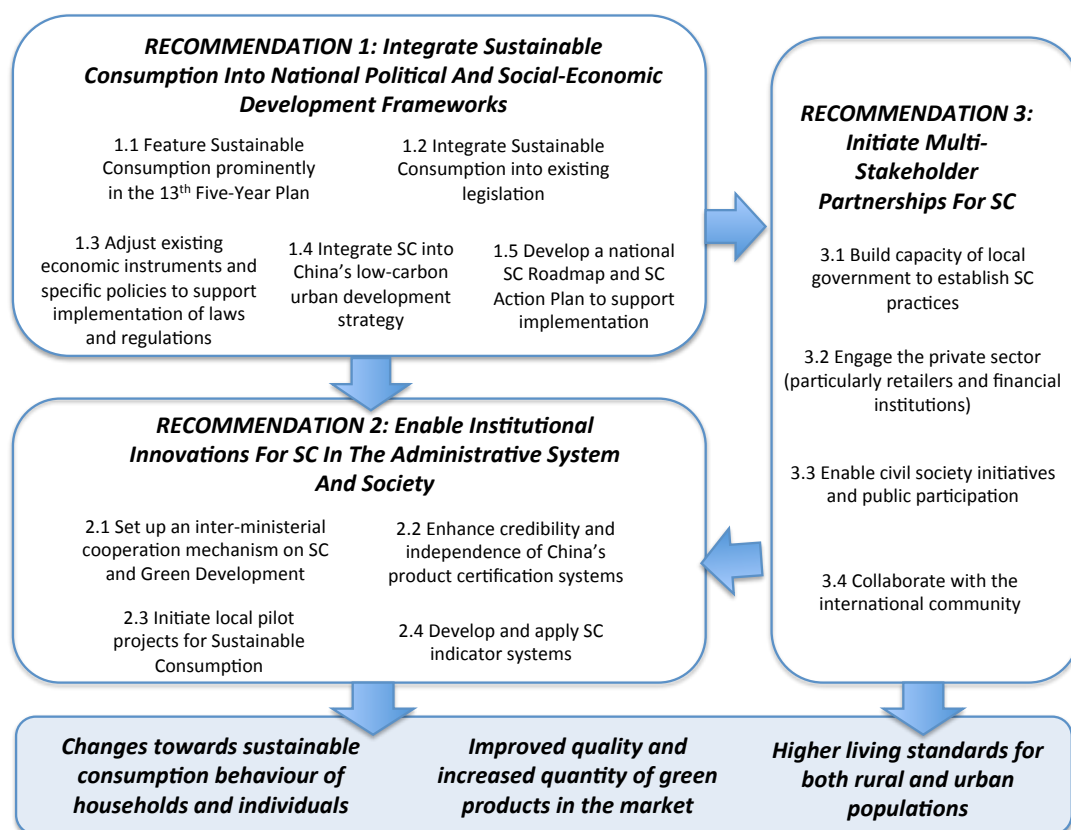 RECOMMENDATION 1: Integrate Sustainable
Consumption Into National Political And Social-Economic
Development Frameworks
1.1 Feature Sustainable
Consumption prominently
in the 13th Five-Year Plan
1.2 Integrate Sustainable
Consumption into existing
legislation
1.3 Adjust existing
economic instruments and
specific policies to support
implementation of laws
and regulations
1.4 Integrate SC into
China's low-carbon
urban development
strategy
1.5 Develop a national
SC Roadmap and SC
Action Plan to support
implementation
RECOMMENDATION 2: Enable Institutional
Innovations For SC In The Administrative System
And Society
2.1 Set up an inter-ministerial
cooperation mechanism on SC
and Green Development
2.2 Enhance credibility and
independence of China's
product certification systems
2.3 Initiate local pilot
projects for Sustainable
Consumption
2.4 Develop and apply SC
indicator systems
RECOMMENDATION 3:
Initiate Multi-
Stakeholder
Partnerships For SC
3.1 Build capacity of local
government to establish SC
practices
3.2 Engage the private sector
(particularly retailers and financial
institutions)
3.3 Enable civil society initiatives
and public participation
3.4 Collaborate with the
international community
Changes towards sustainable
consumption behaviour of
households and individuals
Improved quality and
increased quantity of green
products in the market
Higher living standards for
both rural and urban
populations